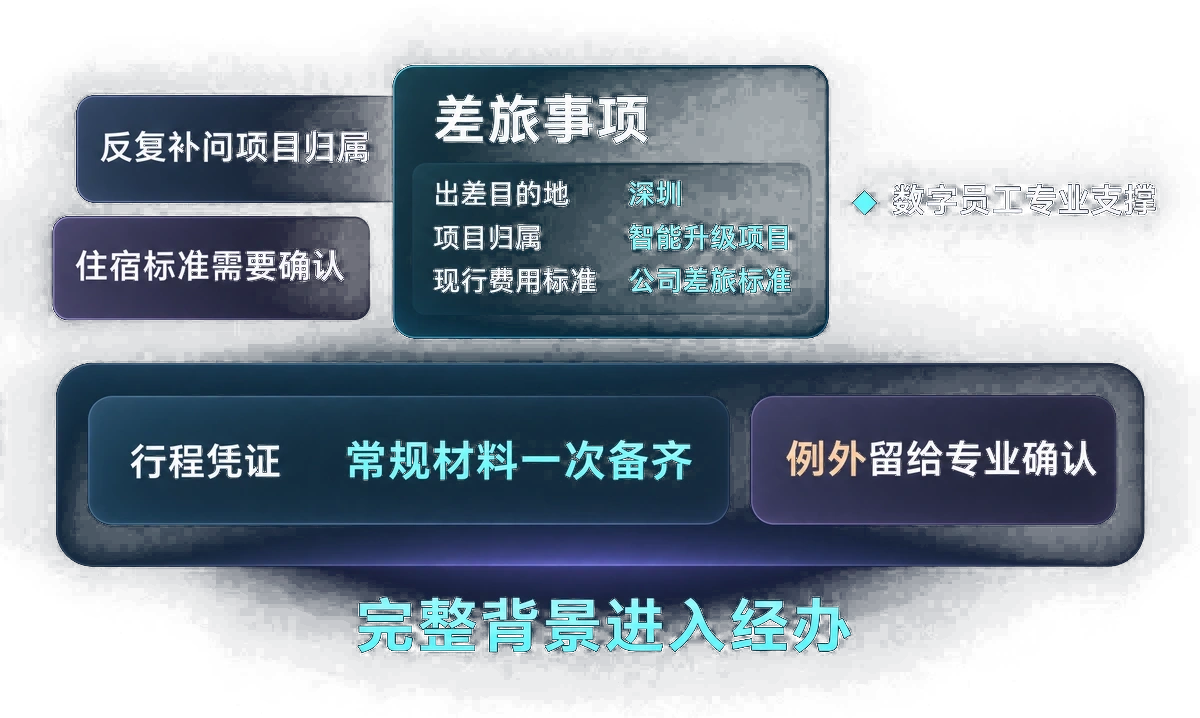 差旅事项
反复补问项目归属
住宿标准需要确认
出差目的地 深圳
项目归属 智能升级项目
现行费用标准 公司差旅标准
数字员工专业支撑
行程凭证 常规材料一次备齐
例外留给专业确认
完整背景进入经办